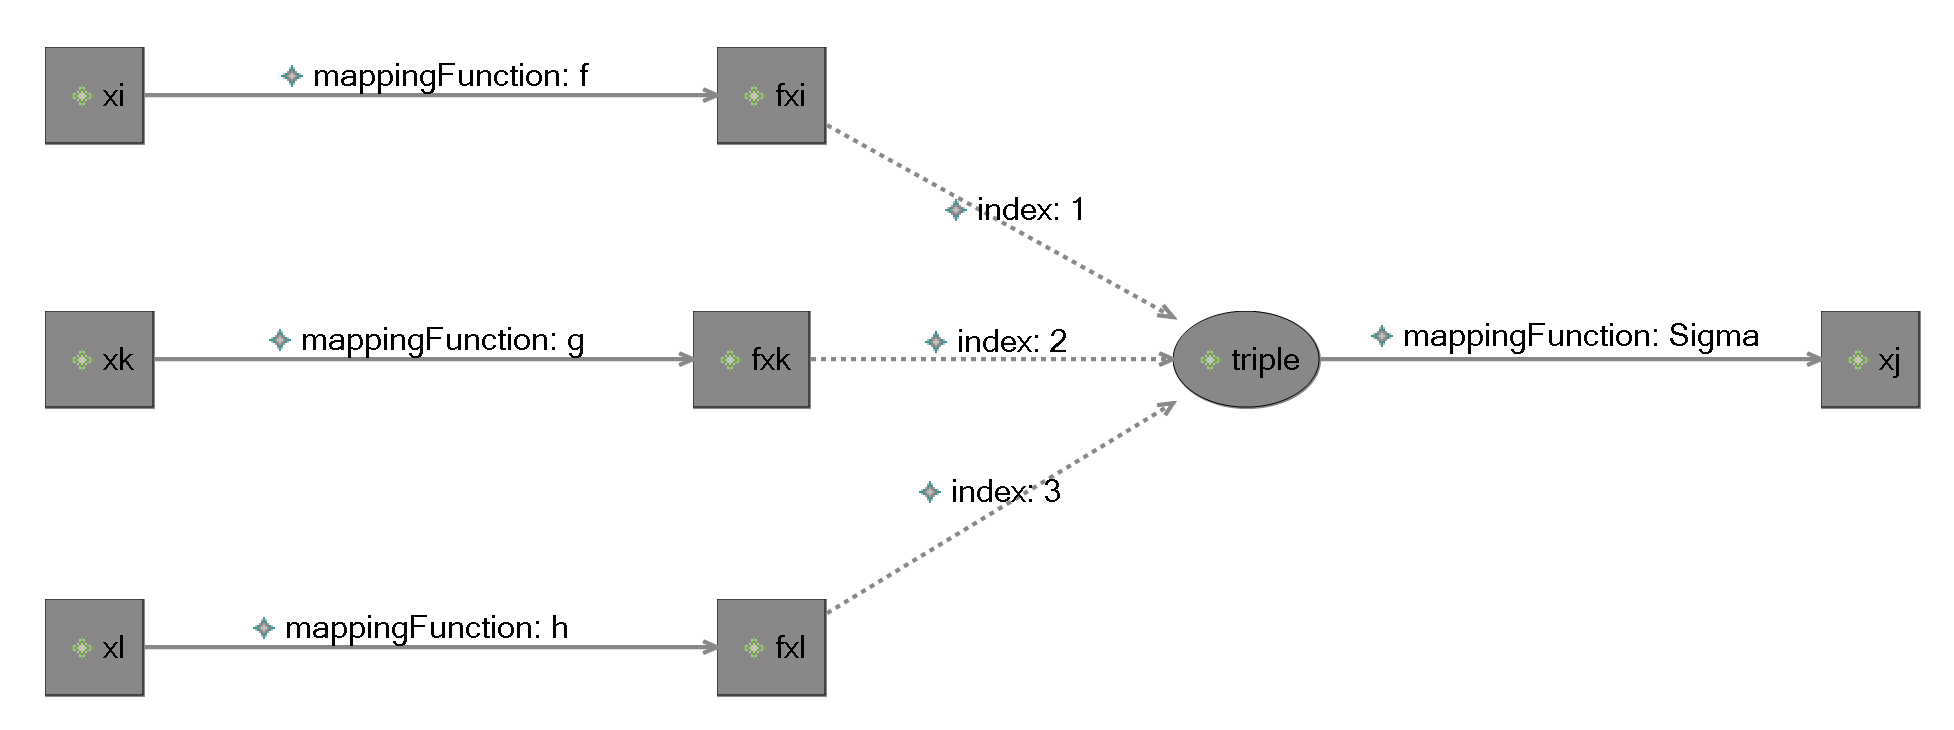 xi
mappingFunction: f
fxi
index: 1
xk
mappingFunction: g
fxk
index: 2
triple
mappingFunction: Sigma
xj
index: 3
xl
mappingFunction: h
fxl